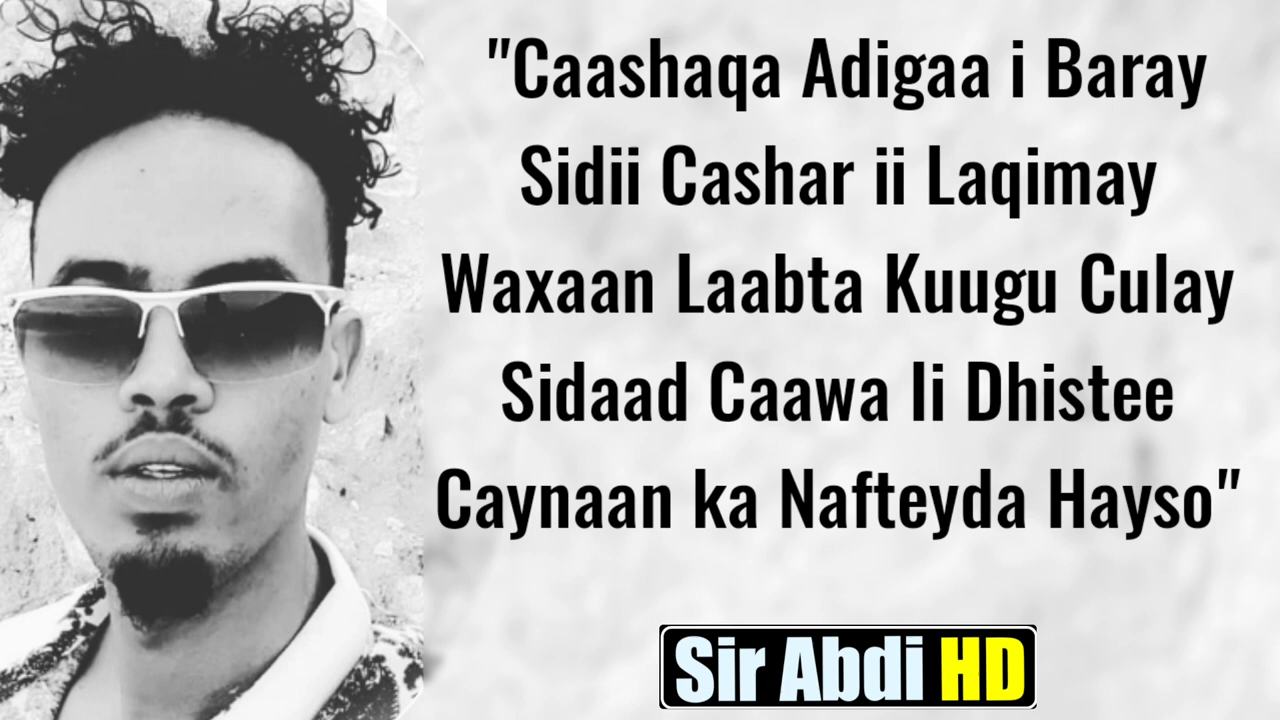 "Caashaqa Adigaa i Baray
Sidii Cashar ii Laqimay
Waxaan Laabta Kuugu Culay
Sidaad Caawa Ii Dhistee
Caynaan ka Nafteyda Hayso"
Sir Abdi HD